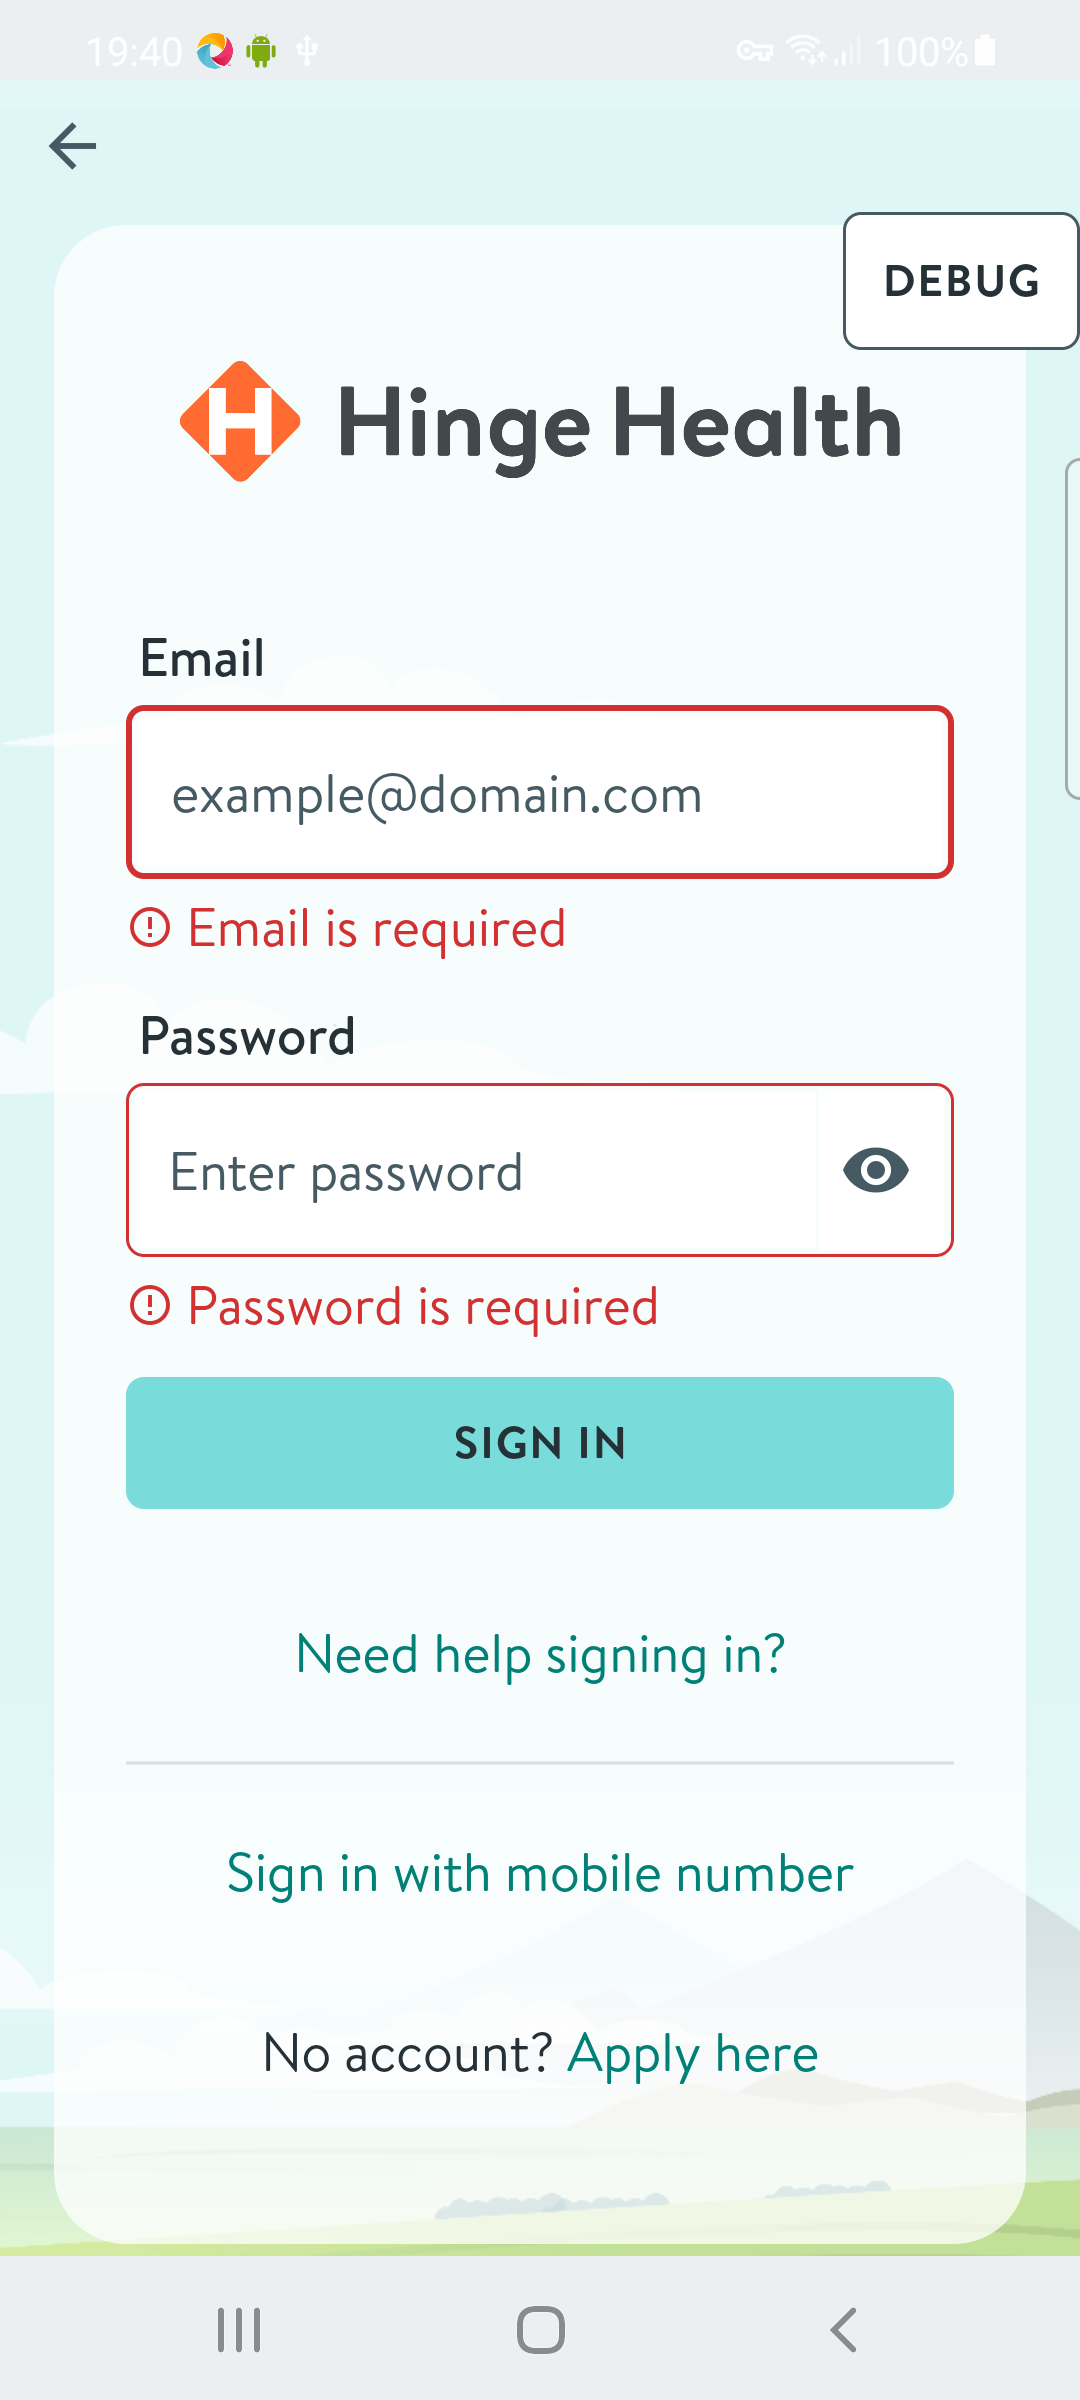 19:40 100%
DEBUG
Hinge Health
Email
example@domain.com
Email is required
Password
Enter password
Password is required
SIGN IN
Need help signing in?
Sign in with mobile number
No account? Apply here